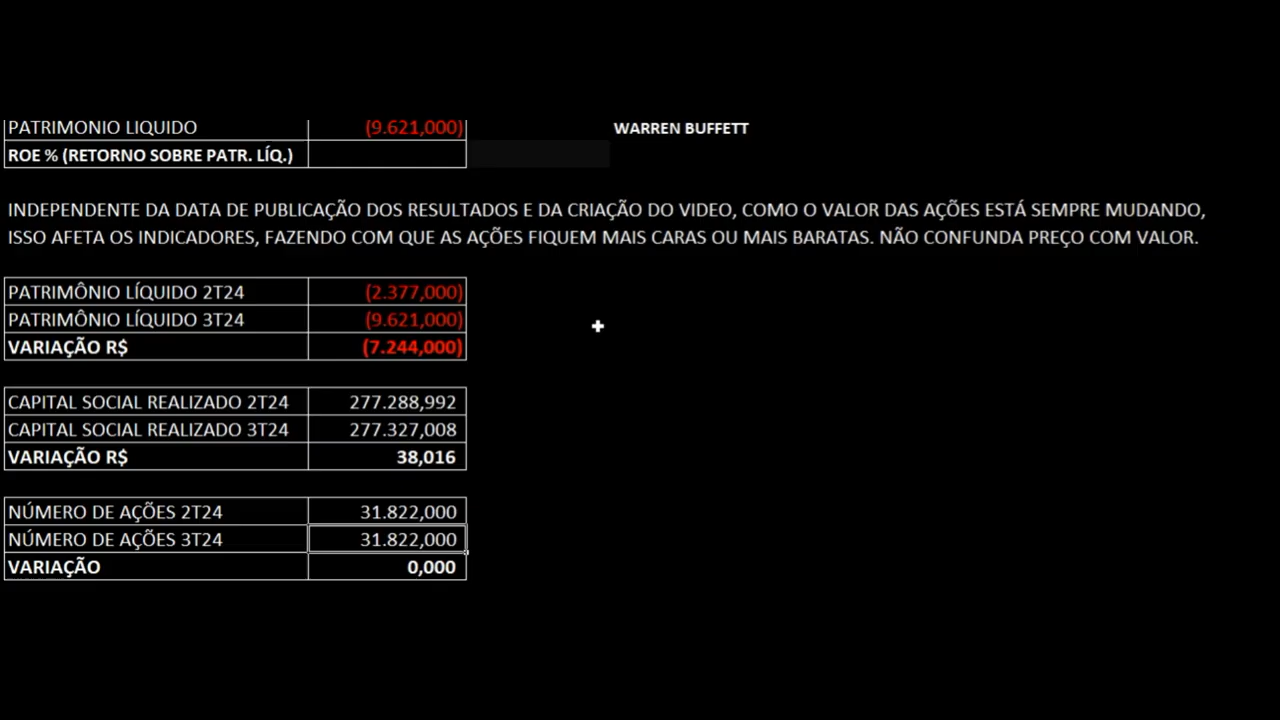 PATRIMONIO LIQUIDO (9.621,000) WARREN BUFFETT
ROE % (RETORNO SOBRE PATR. LÍQ.)
INDEPENDENTE DA DATA DE PUBLICAÇÃO DOS RESULTADOS E DA CRIAÇÃO DO VIDEO, COMO O VALOR DAS AÇÕES ESTÁ SEMPRE MUDANDO,
ISSO AFETA OS INDICADORES, FAZENDO COM QUE AS AÇÕES FIQUEM MAIS CARAS OU MAIS BARATAS. NÃO CONFUNDA PREÇO COM VALOR.
PATRIMÔNIO LÍQUIDO 2T24 (2.377,000)
PATRIMÔNIO LÍQUIDO 3T24 (9.621,000)
VARIAÇÃO R$ (7.244,000)
CAPITAL SOCIAL REALIZADO 2T24 277.288,992
CAPITAL SOCIAL REALIZADO 3T24 277.327,008
VARIAÇÃO R$ 38,016
NÚMERO DE AÇÕES 2T24 31.822,000
NÚMERO DE AÇÕES 3T24 31.822,000
VARIAÇÃO 0,000